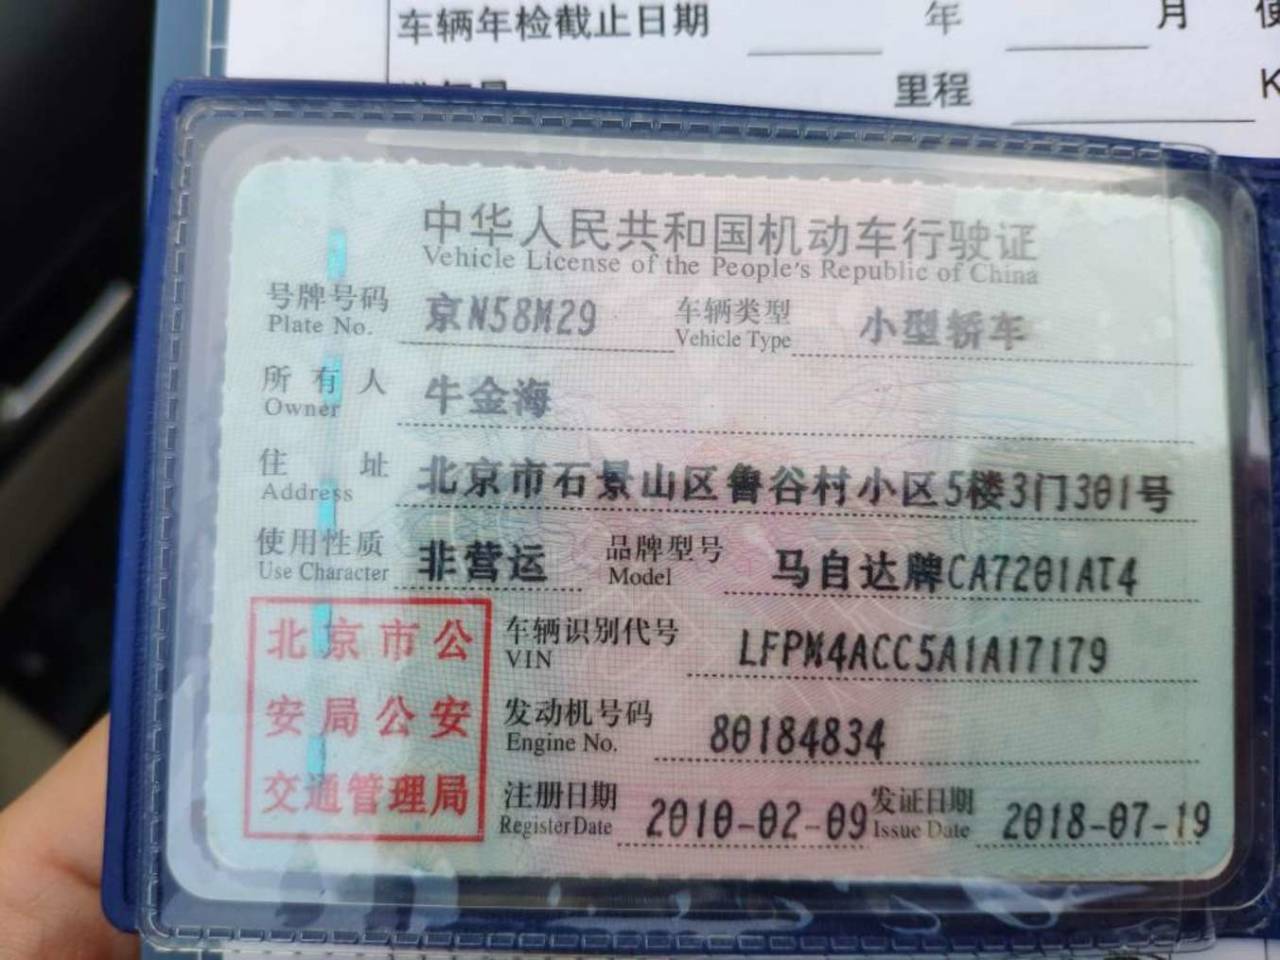 车辆年检截止日期 年 月
里程
中华人民共和国机动车行驶证
Vehicle License of the People's Republic of China
号牌号码 京N58M29 车辆类型 小型轿车
Plate No. Vehicle Type
所有人 牛金海
Owner
住址 北京市石景山区鲁谷村小区5楼3门301号
Address
使用性质 非营运 品牌型号 马自达牌CA7201AT4
Use Character Model
车辆识别代号 LFPM4ACC5A1A17179
VIN
发动机号码 80184834
Engine No.
注册日期 2010-02-09 发证日期 2018-07-19
Register Date Issue Date
北京市公
安局公安
交通管理局